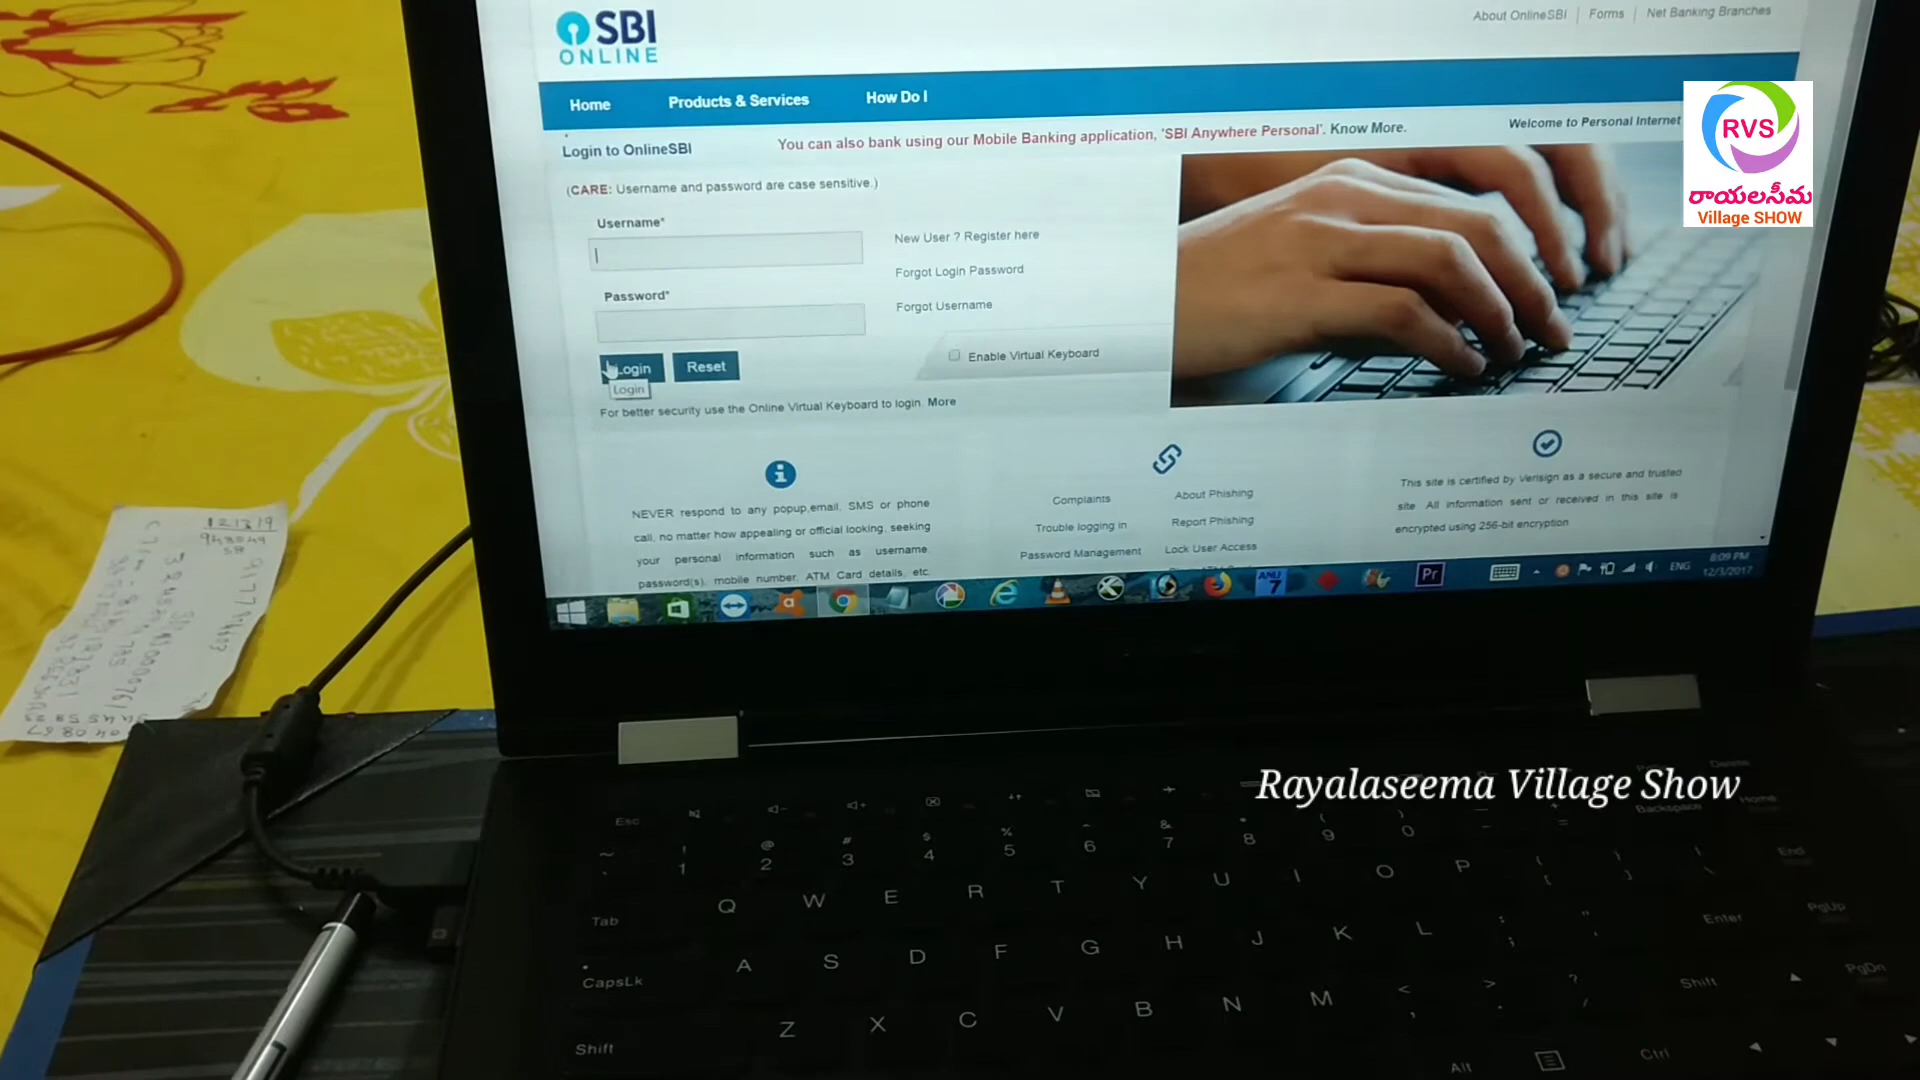 SBI
ONLINE
About OnlineSBI | Forms | Net Banking Branches
Home Products & Services How Do I
Login to OnlineSBI
You can also bank using our Mobile Banking application, 'SBI Anywhere Personal'. Know More.
Welcome to Personal Internet
RVS
రాయలసీమ
Village SHOW
(CARE: Username and password are case sensitive.)
Username*
New User ? Register here
Forgot Login Password
Password*
Forgot Username
Enable Virtual Keyboard
Login Reset
Login
For better security use the Online Virtual Keyboard to login. More
NEVER respond to any popup,email, SMS or phone
call, no matter how appealing or official looking, seeking
your personal information such as username,
password(s), mobile number, ATM Card details, etc.
Complaints
About Phishing
Trouble logging in
Report Phishing
Password Management
Lock User Access
This site is certified by Verisign as a secure and trusted
site. All information sent or received in this site is
encrypted using 256-bit encryption
Pr
ENG
8:09 PM
12/3/2017
Rayalaseema Village Show
Esc
Backspace Home
! @ # $ % & * ( )
1 2 3 4 5 6 7 8 9 0
End
Tab Q W E R T Y U I O P
PgUp
CapsLk A S D F G H J K L Enter
PgDn
Shift Z X C V B N M Shift
Alt Ctrl